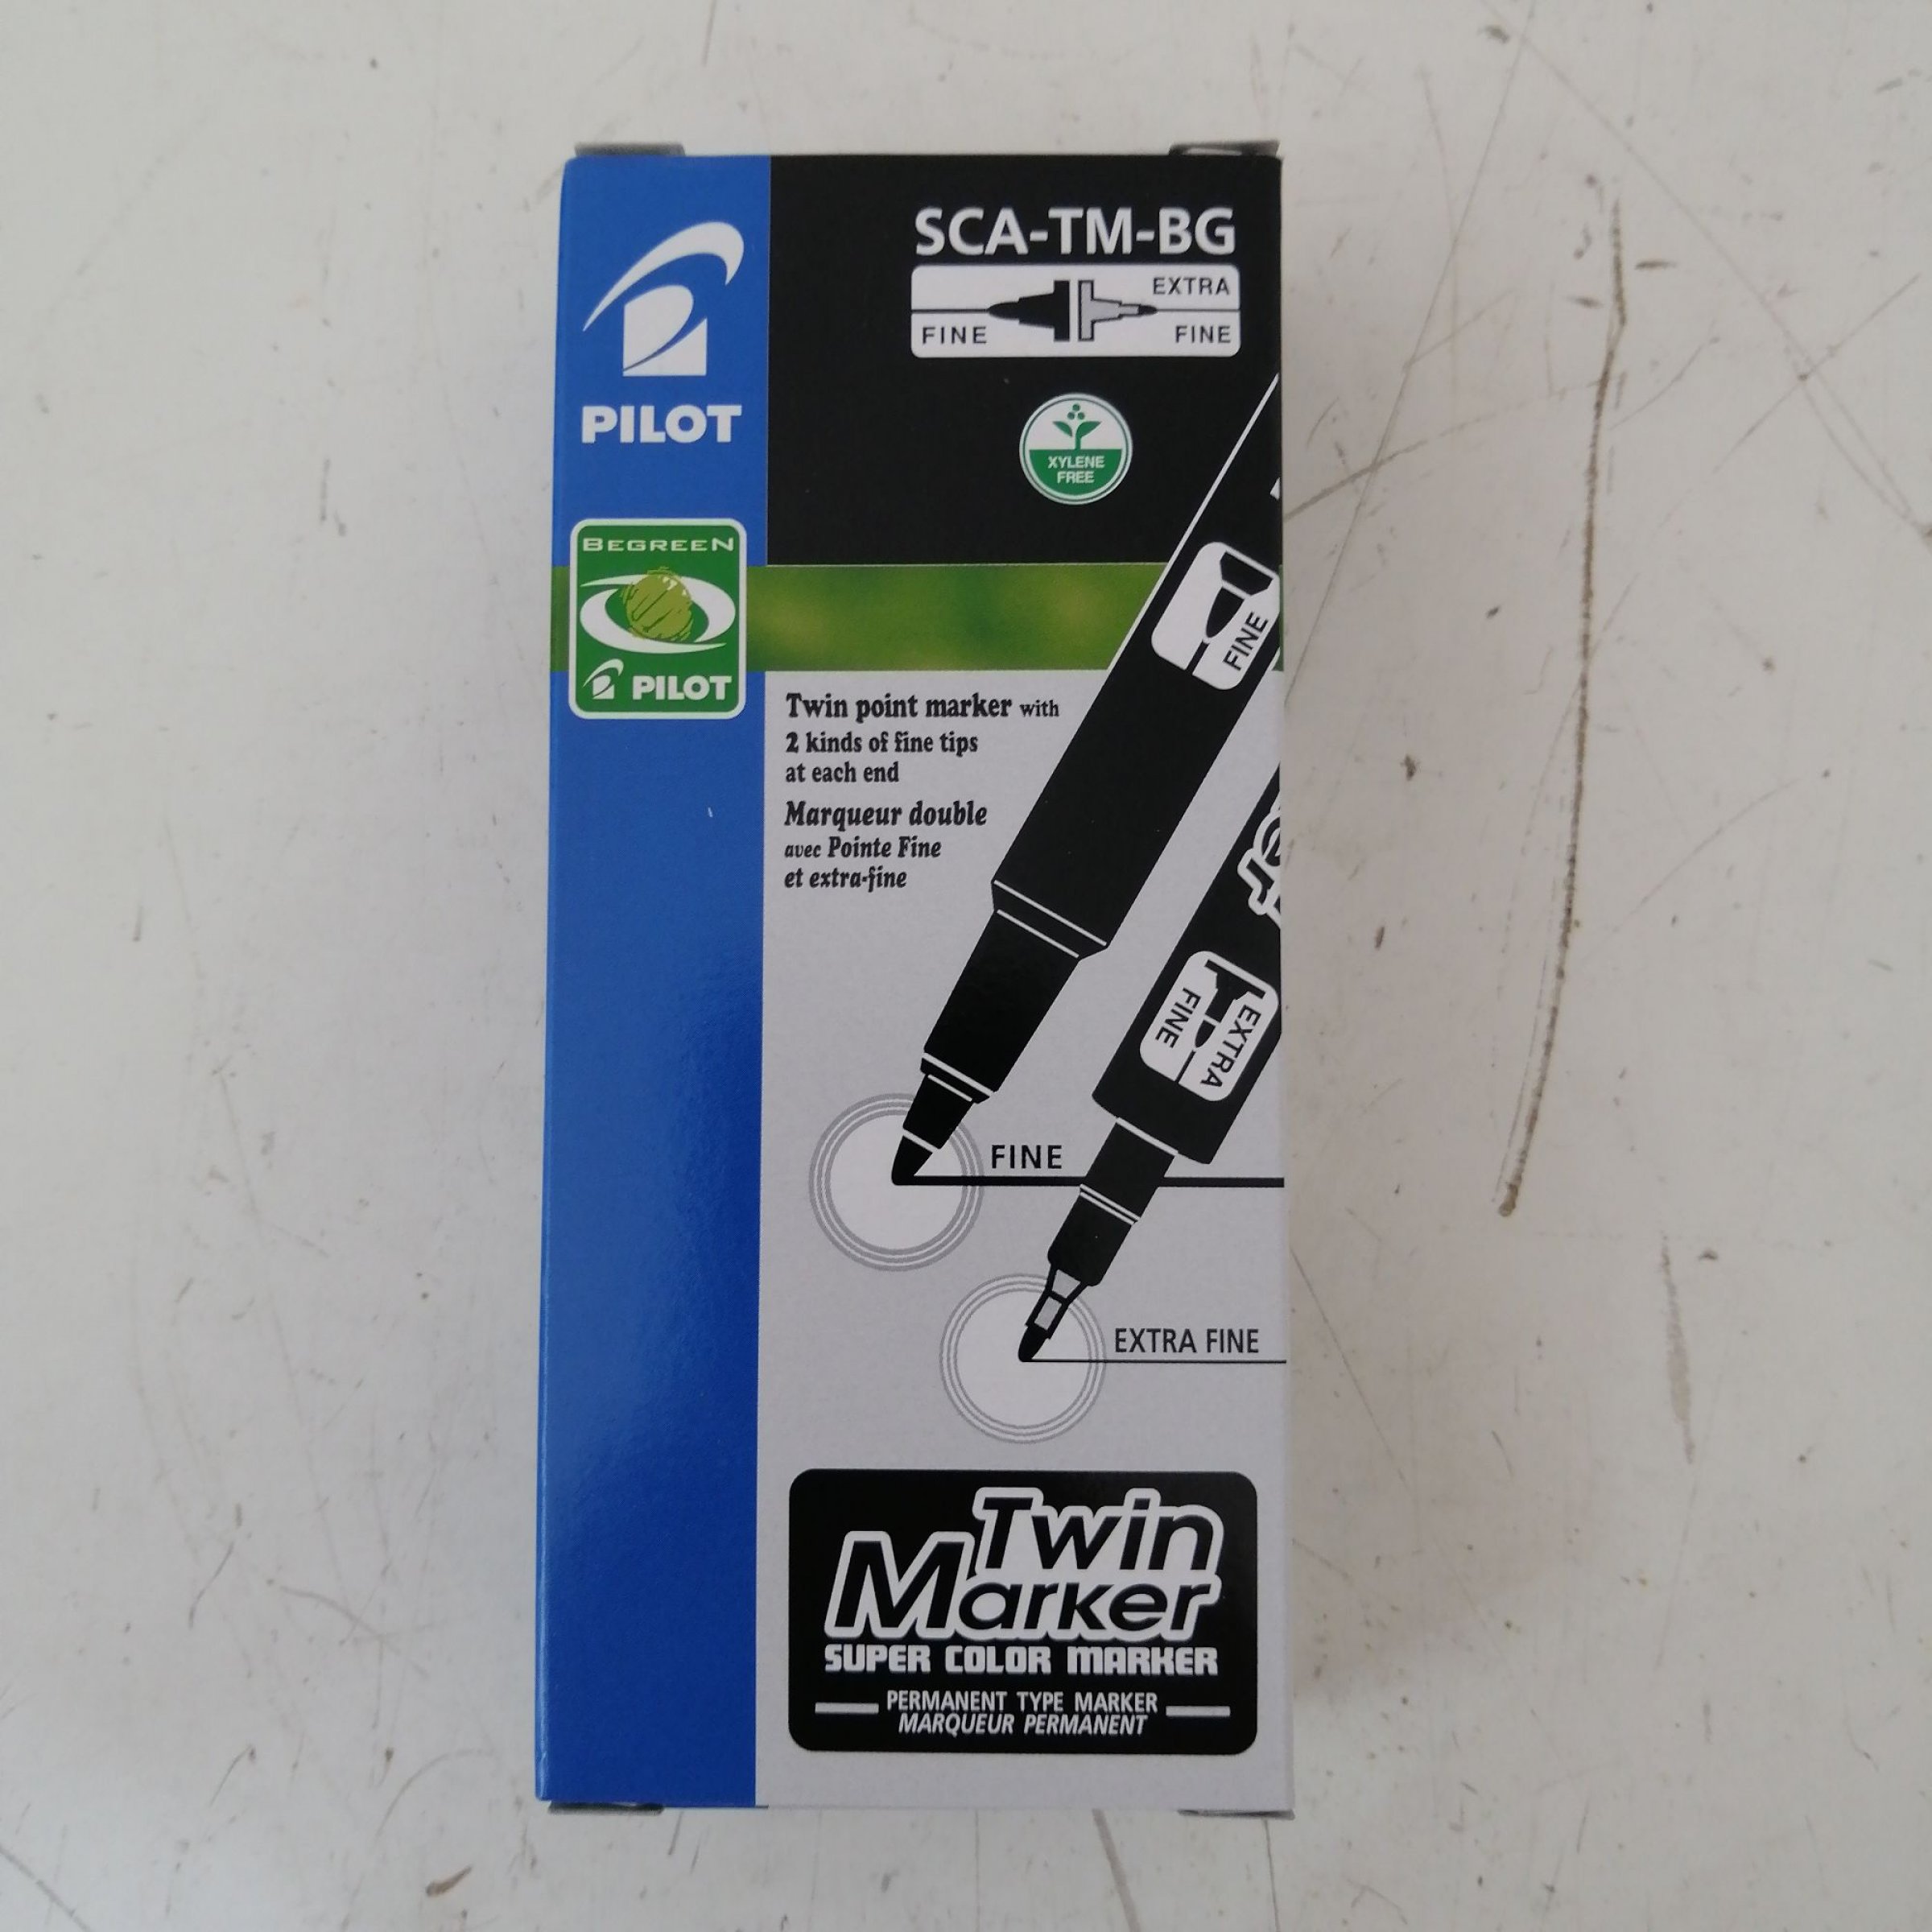 PILOT
SCA-TM-BG
EXTRA
FINE
FINE
XYLENE
FREE
BEGREEN
PILOT
FINE
Twin point marker with
2 kinds of fine tips
at each end
Marqueur double
avec Pointe Fine
et extra-fine
EXTRA
FINE
FINE
EXTRA FINE
Twin
Marker
SUPER COLOR MARKER
PERMANENT TYPE MARKER
MARQUEUR PERMANENT